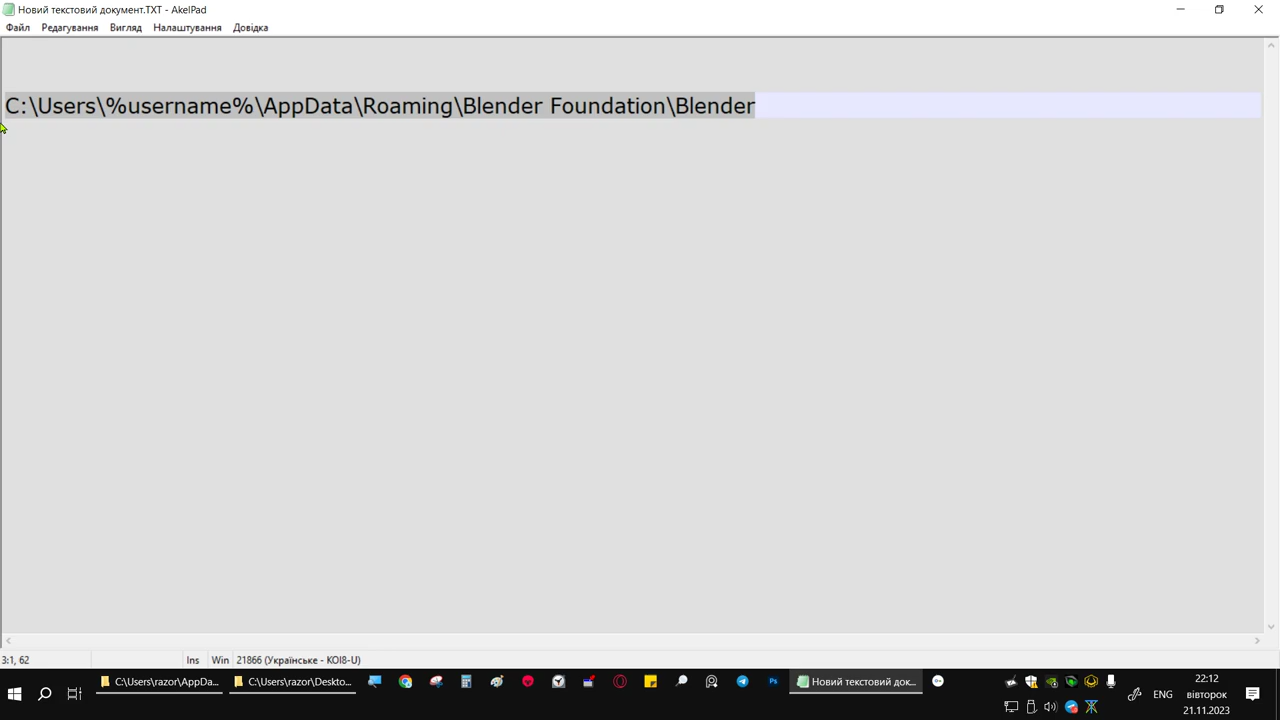 Новий текстовий документ.TXT - AkelPad
Файл Редагування Вигляд Налаштування Довідка
C:\Users\%username%\AppData\Roaming\Blender Foundation\Blender
3:1, 62 Ins Win 21866 (Українське - KOI8-U)
C:\Users\razor\AppDa... C:\Users\razor\Deskto... Ps Новий текстовий док... ENG
22:12
вівторок
21.11.2023